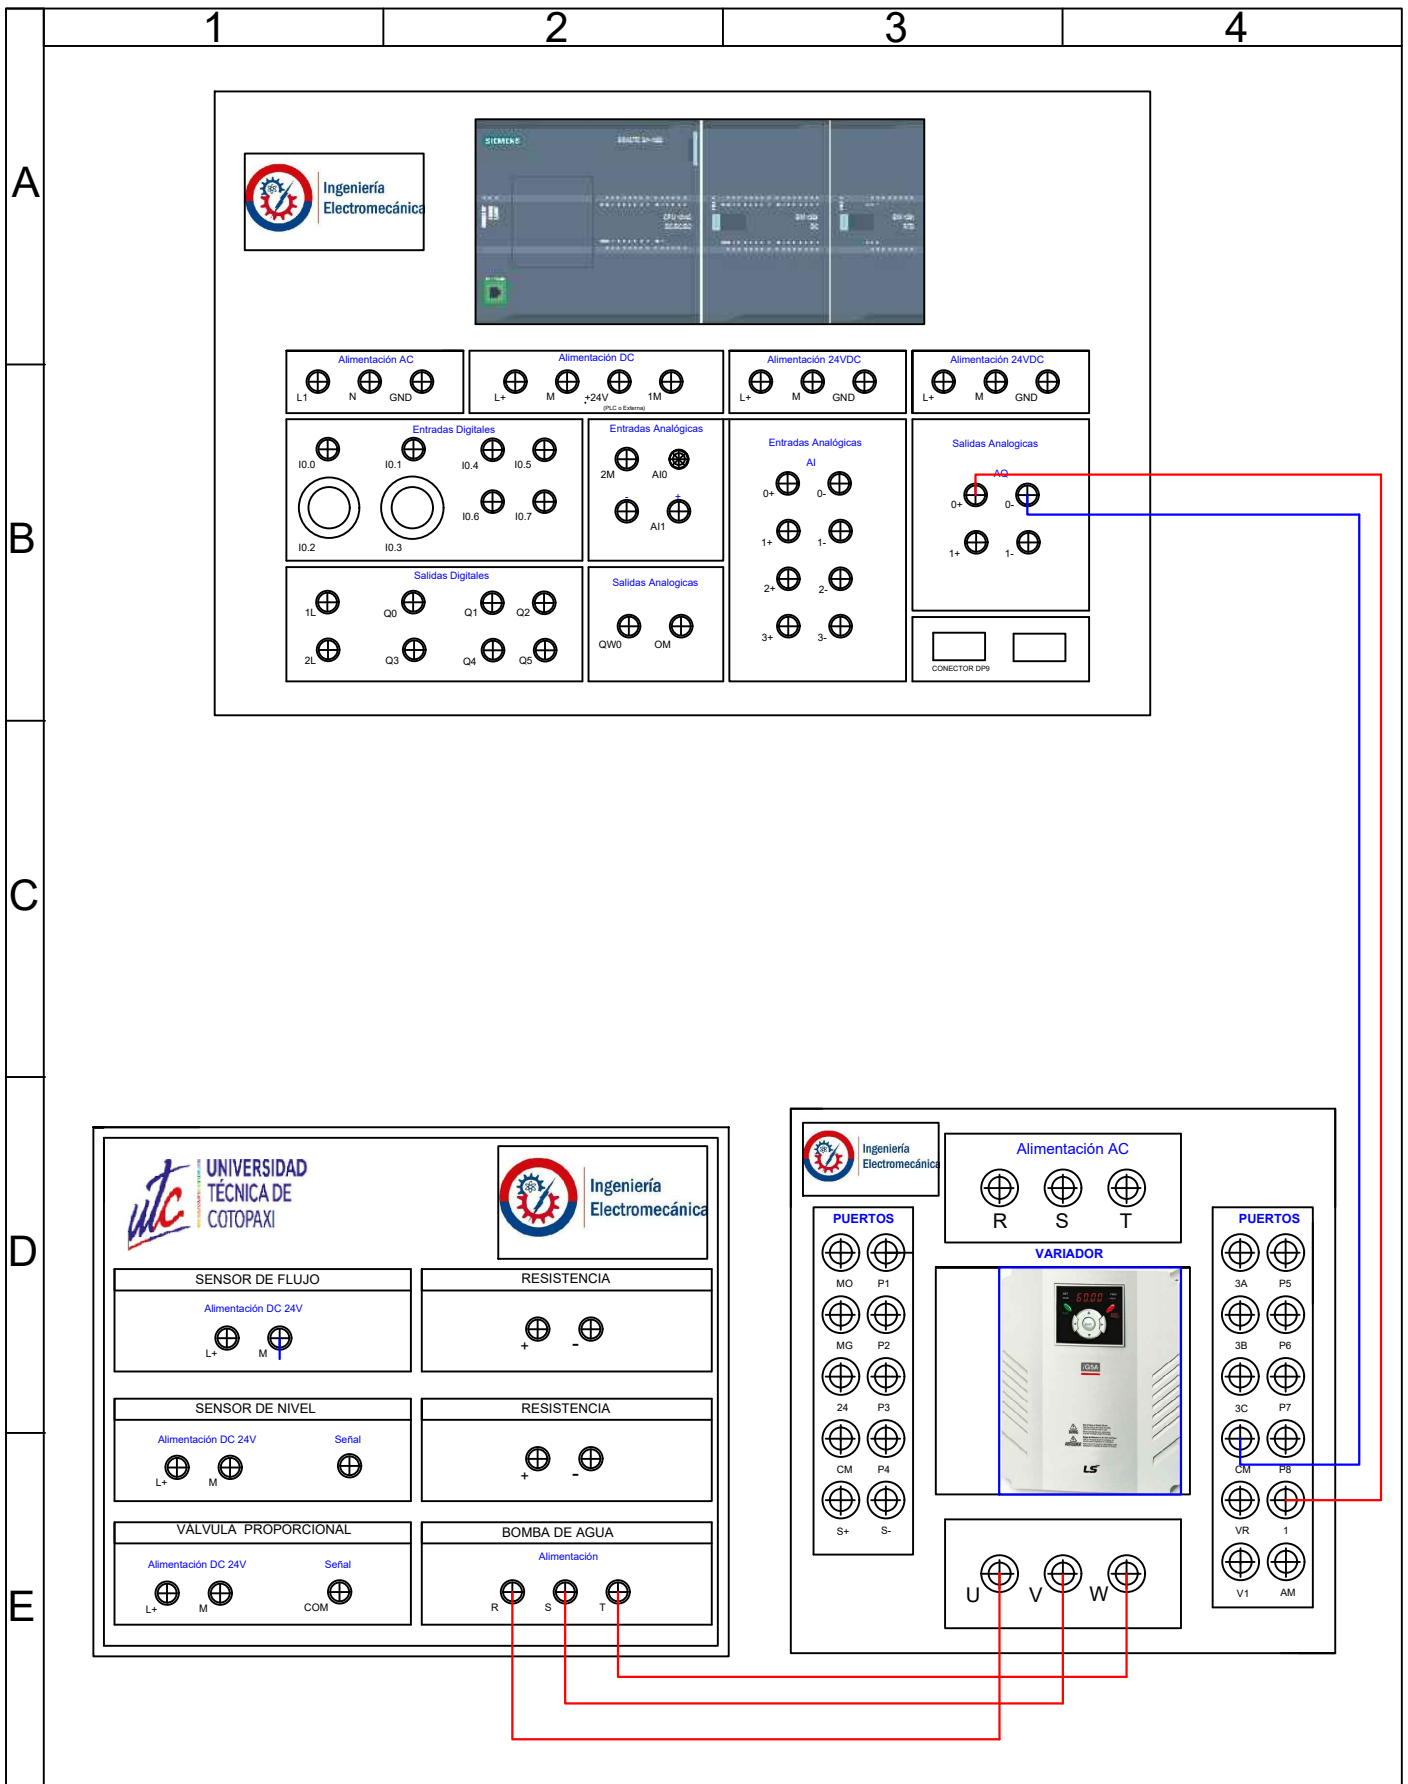 1 2 3 4
A
B
C
D
E
SIEMENS
Ingeniería
Electromecánica
Alimentación AC
L1 N GND
Alimentación DC
L+ M +24V 1M
(PLC o Externa)
Alimentación 24VDC
L+ M GND
Alimentación 24VDC
L+ M GND
Entradas Digitales
I0.0 I0.1 I0.4 I0.5
I0.6 I0.7
I0.2 I0.3
Entradas Analógicas
2M AI0
- +
AI1
Entradas Analógicas
AI
0+ 0-
1+ 1-
2+ 2-
3+ 3-
Salidas Analogicas
AQ
0+ 0-
1+ 1-
Salidas Digitales
1L Q0 Q1 Q2
2L Q3 Q4 Q5
Salidas Analogicas
QW0 OM
CONECTOR DP9
utc
UNIVERSIDAD
TÉCNICA DE
COTOPAXI
Ingeniería
Electromecánica
SENSOR DE FLUJO
Alimentación DC 24V
L+ M
RESISTENCIA
+ -
SENSOR DE NIVEL
Alimentación DC 24V Señal
L+ M
RESISTENCIA
+ -
VÁLVULA PROPORCIONAL
Alimentación DC 24V Señal
L+ M COM
BOMBA DE AGUA
Alimentación
R S T
Ingeniería
Electromecánica
Alimentación AC
R S T
PUERTOS
MO P1
MG P2
24 P3
CM P4
S+ S-
VARIADOR
60.00
iG5A
LS
U V W
PUERTOS
3A P5
3B P6
3C P7
CM P8
VR 1
V1 AM